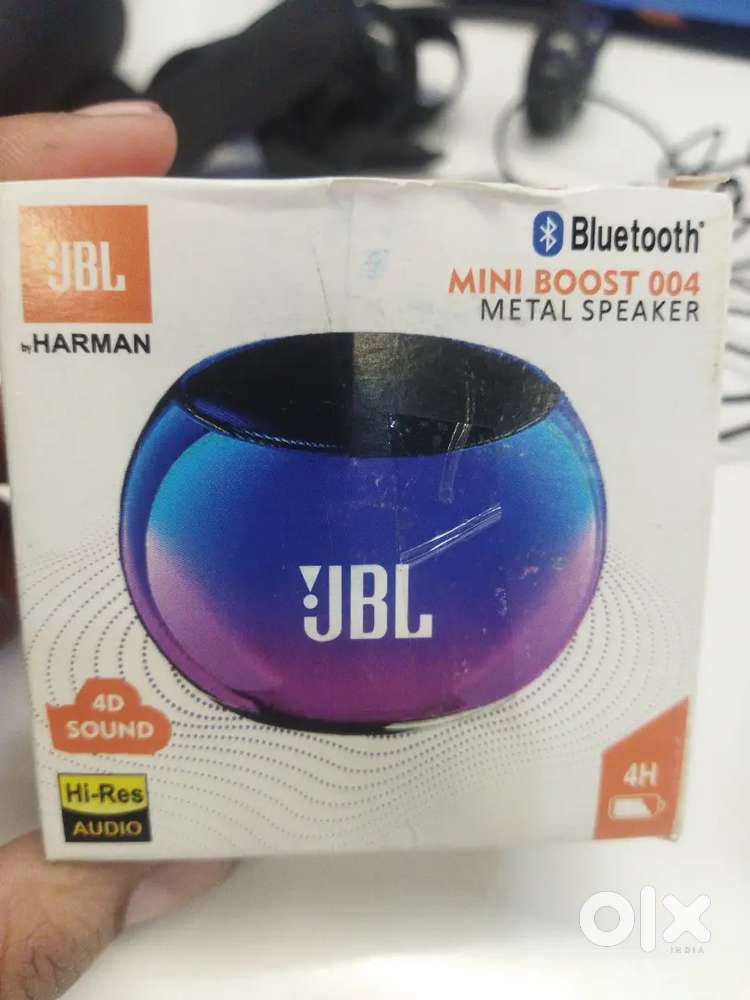 JBL
by HARMAN
Bluetooth®
MINI BOOST 004
METAL SPEAKER
JBL
4D
SOUND
Hi-Res
AUDIO
4H
olx
INDIA